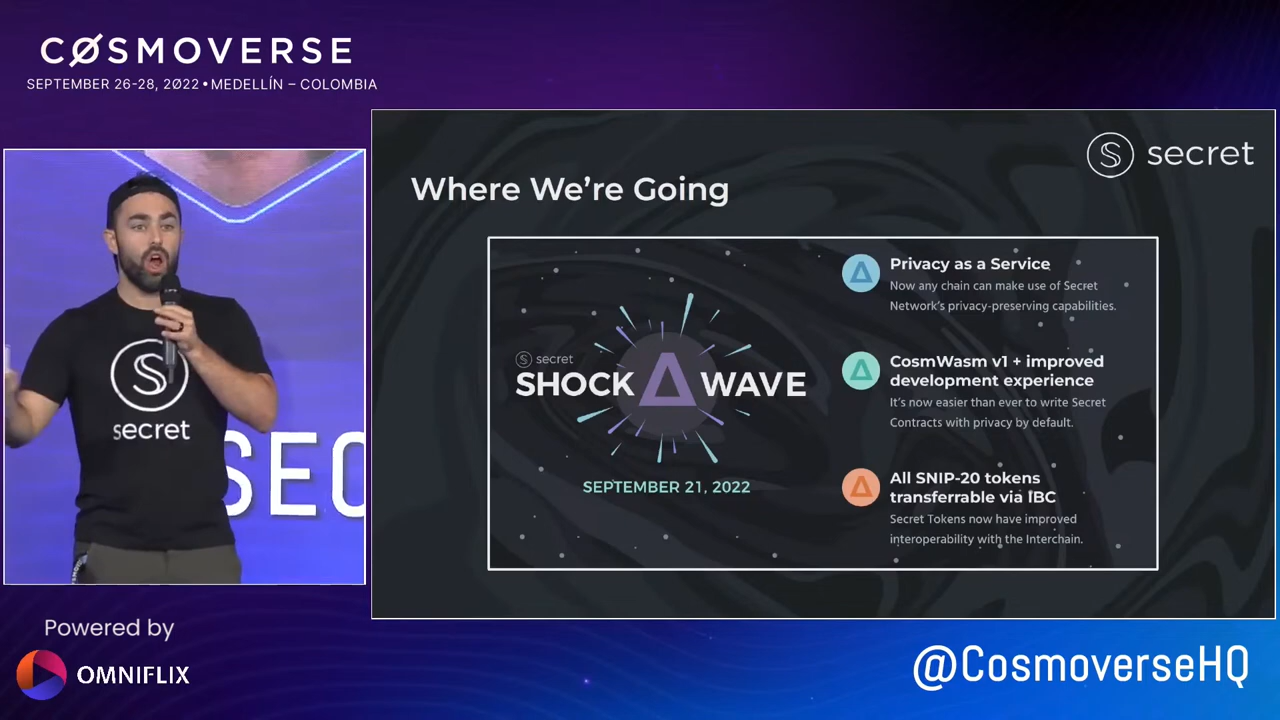 CØSMOVERSE
SEPTEMBER 26-28, 2Ø22 • MEDELLÍN – COLOMBIA
secret
Where We're Going
secret
SHOCK Δ WAVE
SEPTEMBER 21, 2022
Privacy as a Service
Now any chain can make use of Secret
Network's privacy-preserving capabilities.
CosmWasm v1 + improved
development experience
It's now easier than ever to write Secret
Contracts with privacy by default.
All SNIP-20 tokens
transferrable via IBC
Secret Tokens now have improved
interoperability with the Interchain.
secret
SEC
Powered by
OMNIFLIX
@CosmoverseHQ